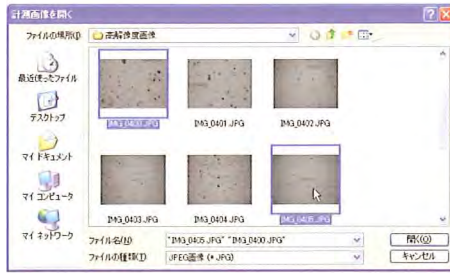 計測画像を開く
ファイルの場所(I): 高解像度画像
最近使ったファイル
デスクトップ
マイ ドキュメント
マイ コンピュータ
マイ ネットワーク
IMG_0400.JPG IMG_0401.JPG IMG_0402.JPG
IMG_0403.JPG IMG_0404.JPG IMG_0405.JPG
ファイル名(N): "IMG_0405.JPG" "IMG_0400.JPG" 開く(O)
ファイルの種類(T): JPEG画像 (*.JPG) キャンセル